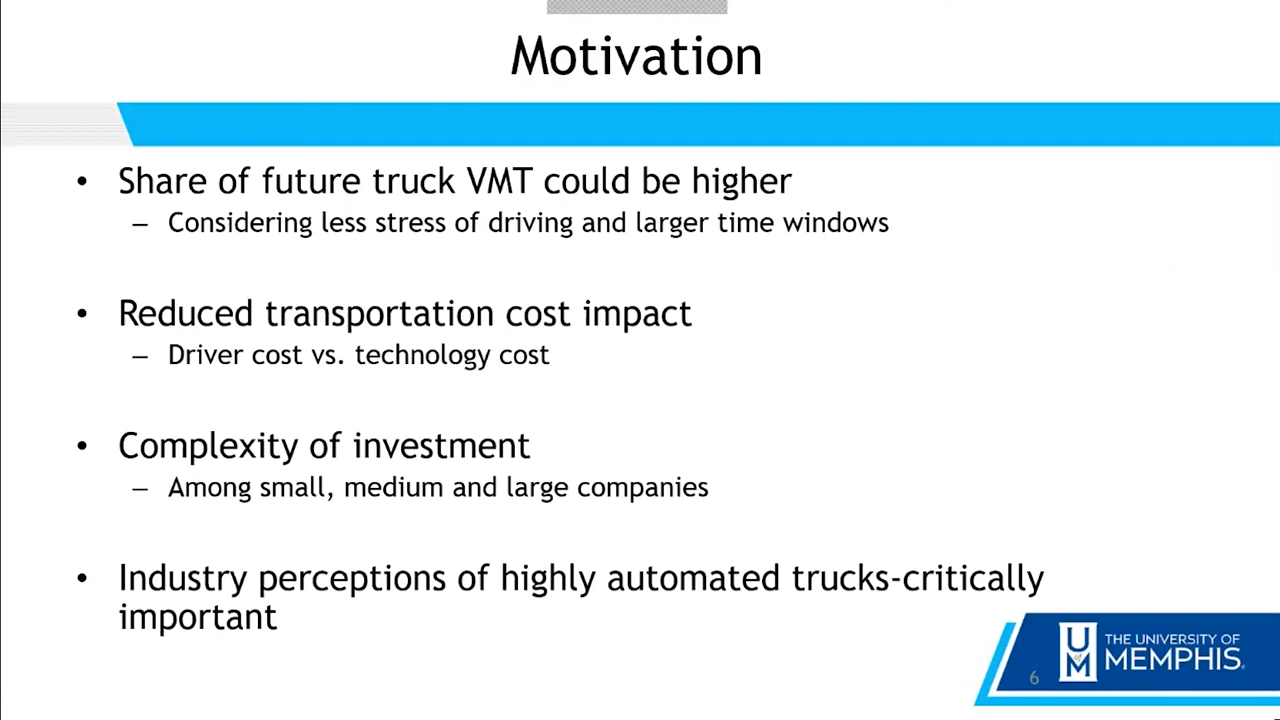 Motivation
• Share of future truck VMT could be higher
– Considering less stress of driving and larger time windows
• Reduced transportation cost impact
– Driver cost vs. technology cost
• Complexity of investment
– Among small, medium and large companies
• Industry perceptions of highly automated trucks-critically
important
6
U
of
M
THE UNIVERSITY OF
MEMPHIS.